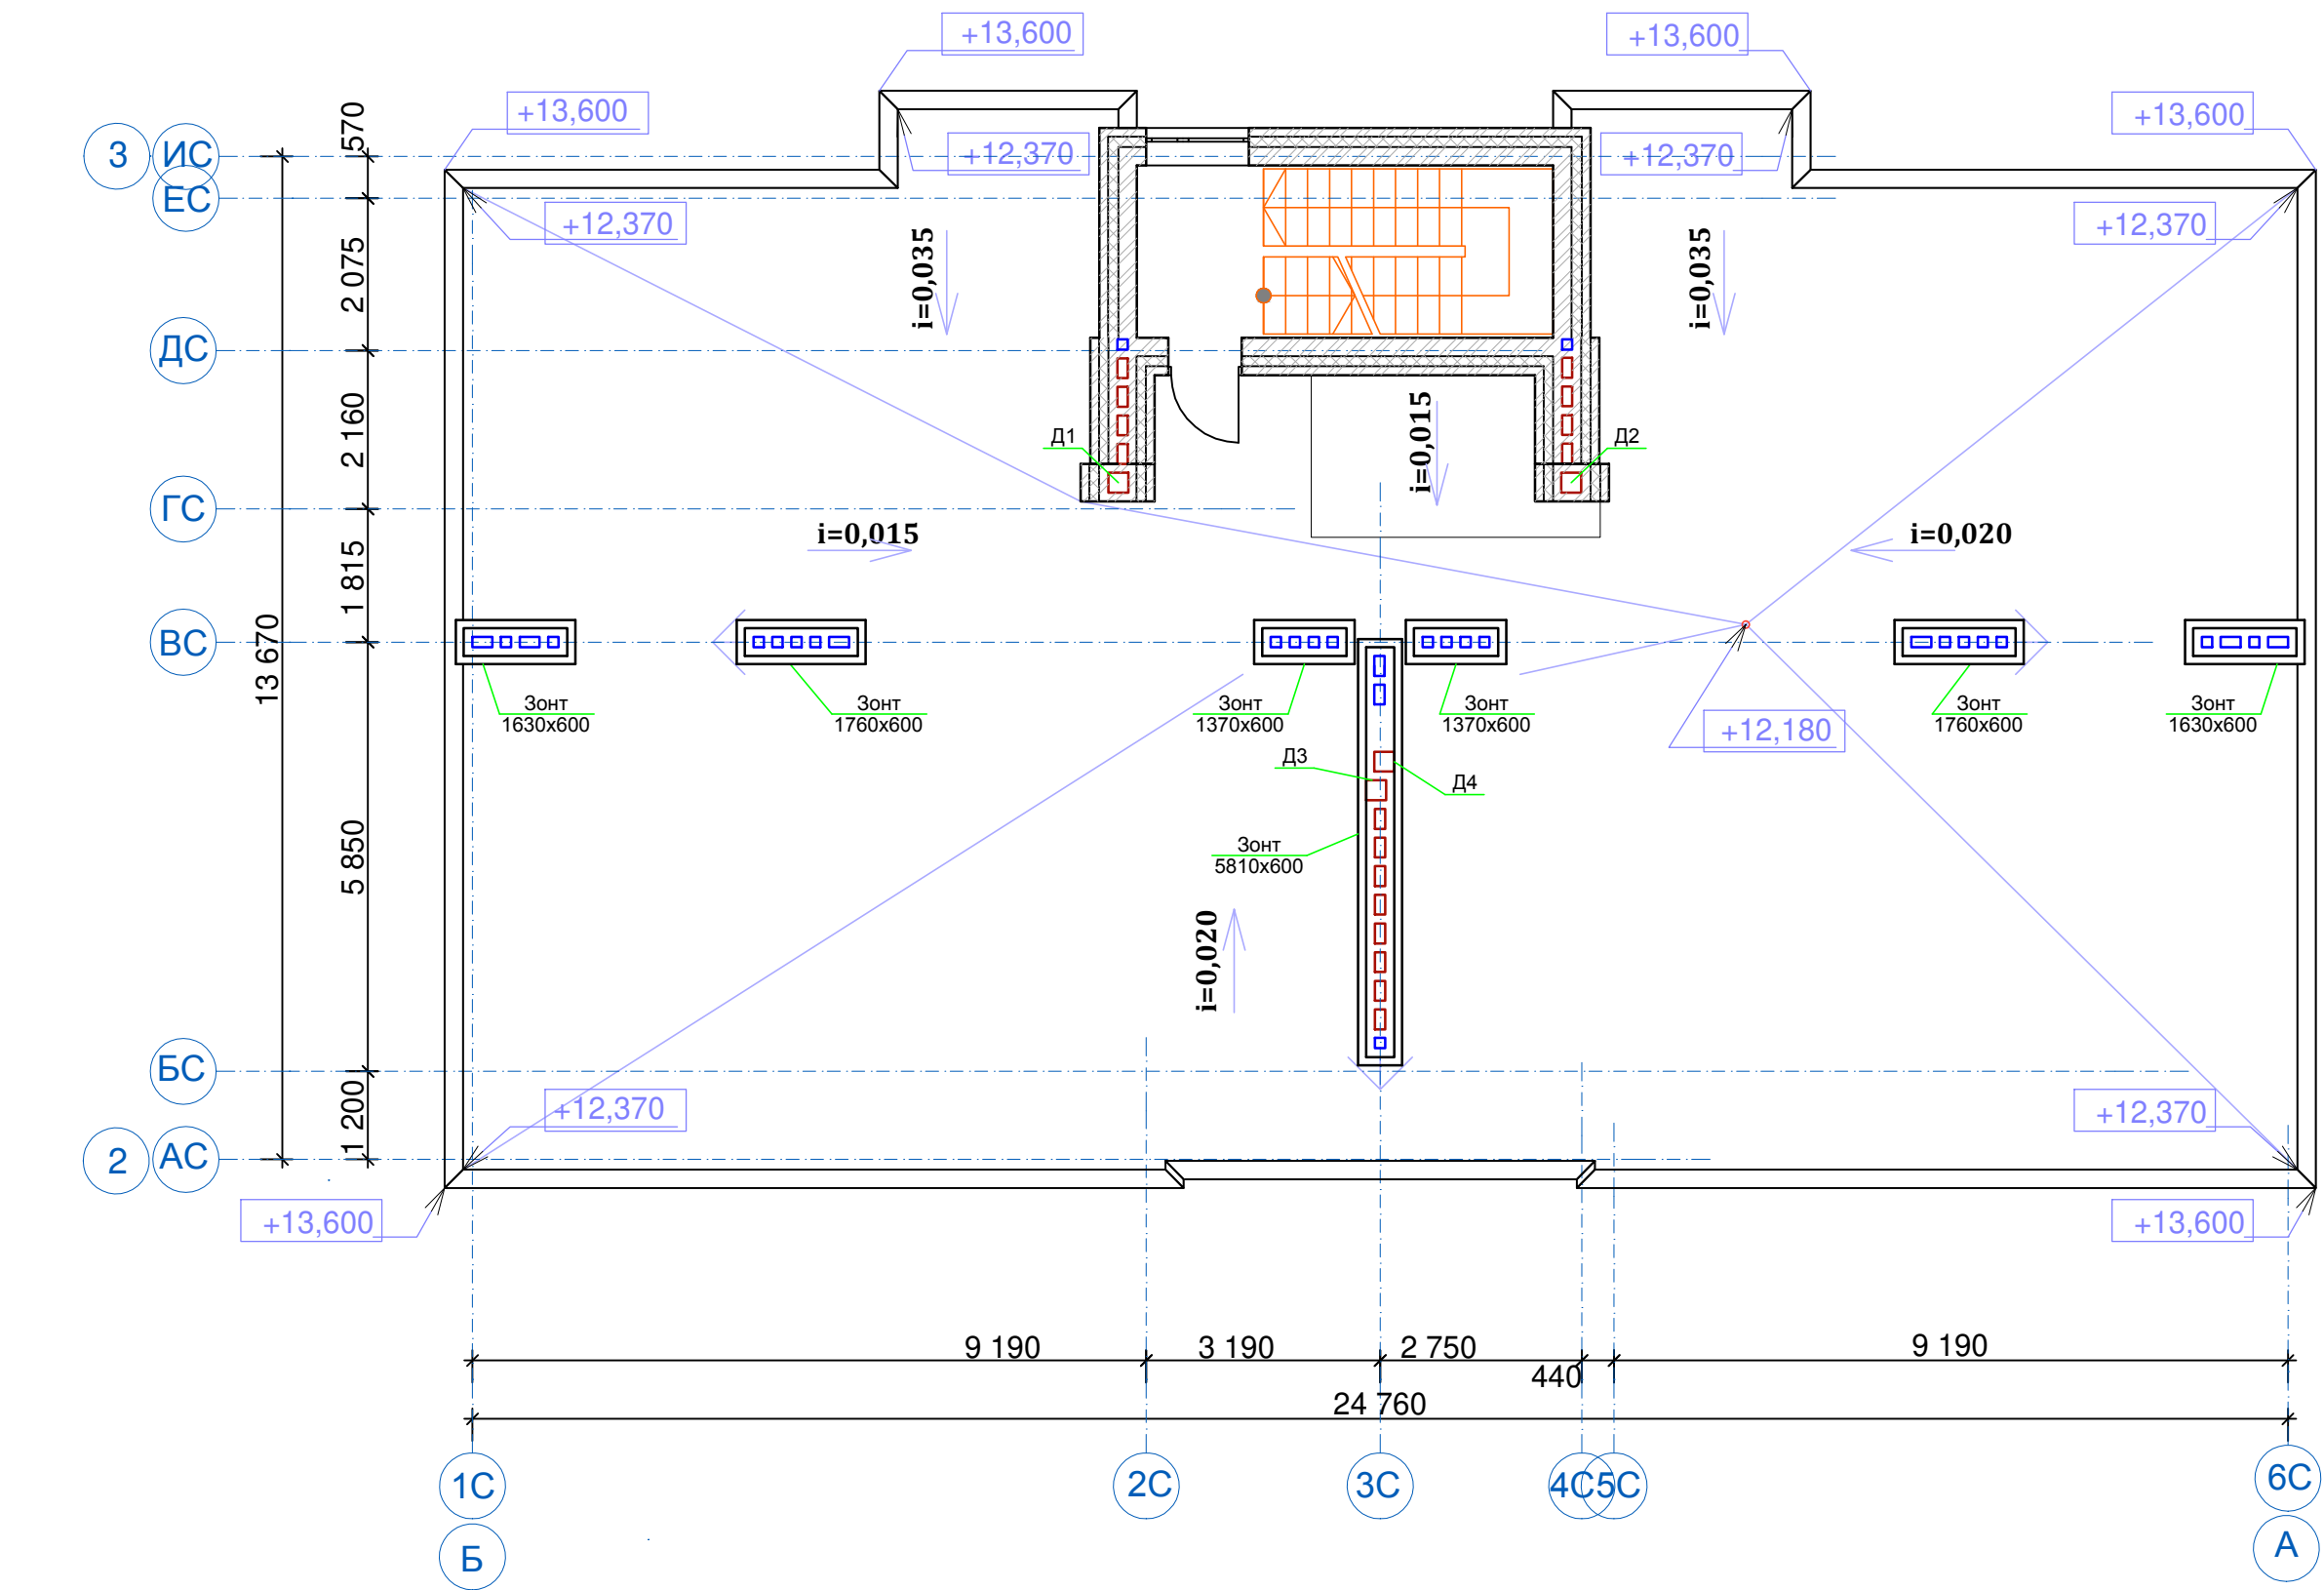 +13,600
+13,600
+13,600
+13,600
+12,370
+12,370
3
ИС
570
ЕС
+12,370
+12,370
i=0,035
i=0,035
2 075
ДС
2 160
i=0,015
Д1
Д2
ГС
i=0,015
i=0,020
1 815
13 670
ВС
Зонт
1630x600
Зонт
1760x600
Зонт
1370x600
Зонт
1370x600
Зонт
1760x600
Зонт
1630x600
+12,180
Д3
Д4
Зонт
5810x600
5 850
i=0,020
БС
1 200
+12,370
+12,370
2
АС
+13,600
+13,600
9 190
3 190
2 750
440
9 190
24 760
1С
2С
3С
4С
5С
6С
Б
А